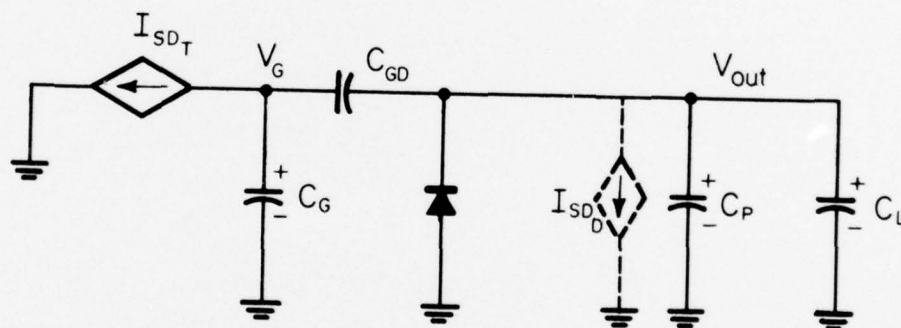 I_SD_T
V_G
C_GD
V_out
+
-
C_G
I_SD_D
+
-
C_P
+
-
C_L